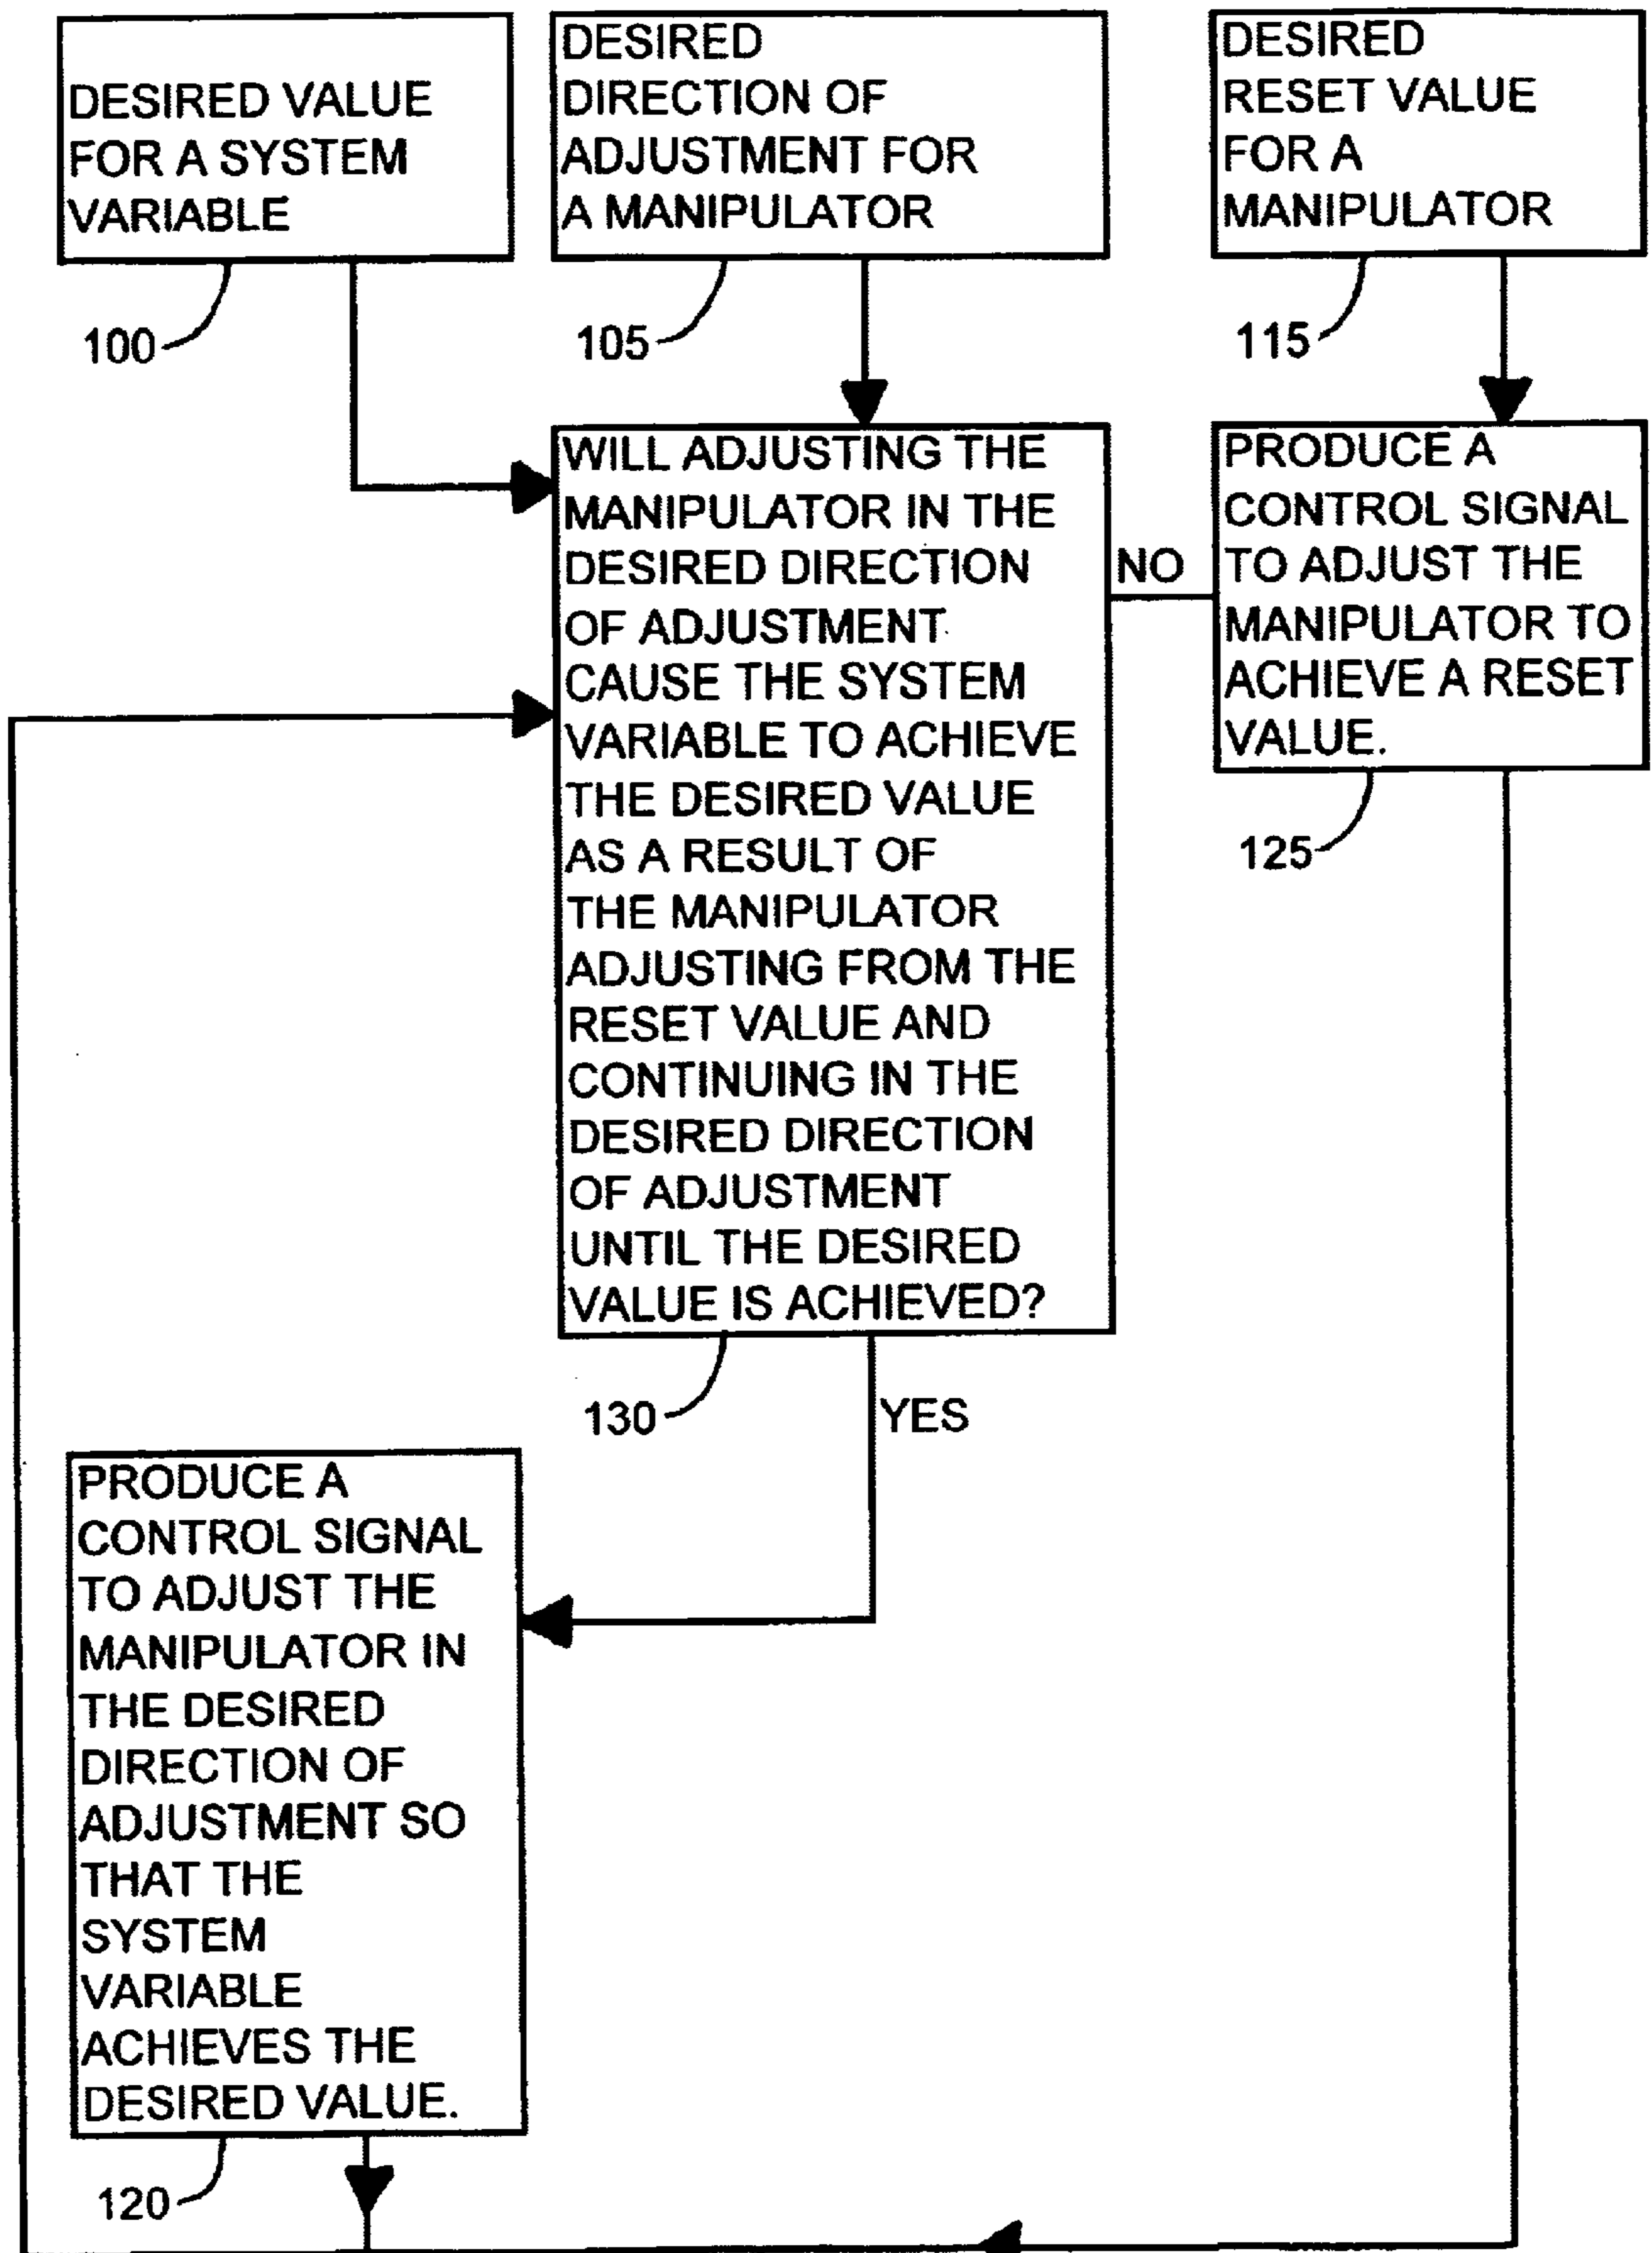 DESIRED VALUE
FOR A SYSTEM
VARIABLE
100
DESIRED
DIRECTION OF
ADJUSTMENT FOR
A MANIPULATOR
105
DESIRED
RESET VALUE
FOR A
MANIPULATOR
115
WILL ADJUSTING THE
MANIPULATOR IN THE
DESIRED DIRECTION
OF ADJUSTMENT
CAUSE THE SYSTEM
VARIABLE TO ACHIEVE
THE DESIRED VALUE
AS A RESULT OF
THE MANIPULATOR
ADJUSTING FROM THE
RESET VALUE AND
CONTINUING IN THE
DESIRED DIRECTION
OF ADJUSTMENT
UNTIL THE DESIRED
VALUE IS ACHIEVED?
130
NO
PRODUCE A
CONTROL SIGNAL
TO ADJUST THE
MANIPULATOR TO
ACHIEVE A RESET
VALUE.
125
YES
PRODUCE A
CONTROL SIGNAL
TO ADJUST THE
MANIPULATOR IN
THE DESIRED
DIRECTION OF
ADJUSTMENT SO
THAT THE
SYSTEM
VARIABLE
ACHIEVES THE
DESIRED VALUE.
120